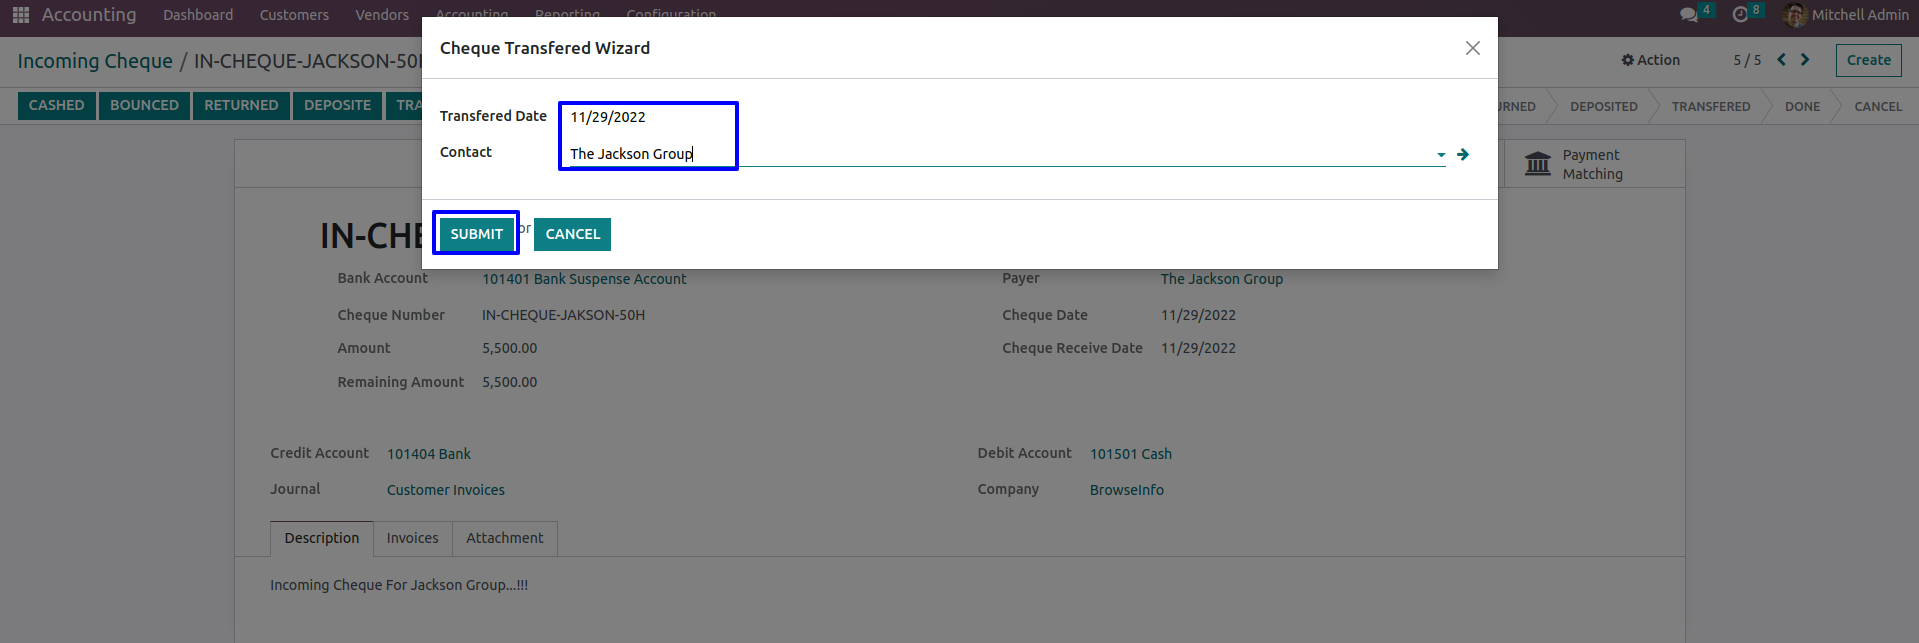 Accounting Dashboard Customers Vendors Accounting Reporting Configuration 4 8 Mitchell Admin
Cheque Transfered Wizard
Incoming Cheque / IN-CHEQUE-JACKSON-50H Action 5 / 5 Create
CASHED BOUNCED RETURNED DEPOSITE DEPOSITED TRANSFERED DONE CANCEL
Transfered Date 11/29/2022
Contact The Jackson Group
Payment
Matching
SUBMIT or CANCEL
IN-CHE
Bank Account 101401 Bank Suspense Account Payer The Jackson Group
Cheque Number IN-CHEQUE-JAKSON-50H Cheque Date 11/29/2022
Amount 5,500.00 Cheque Receive Date 11/29/2022
Remaining Amount 5,500.00
Credit Account 101404 Bank Debit Account 101501 Cash
Journal Customer Invoices Company BrowseInfo
Description Invoices Attachment
Incoming Cheque For Jackson Group...!!!